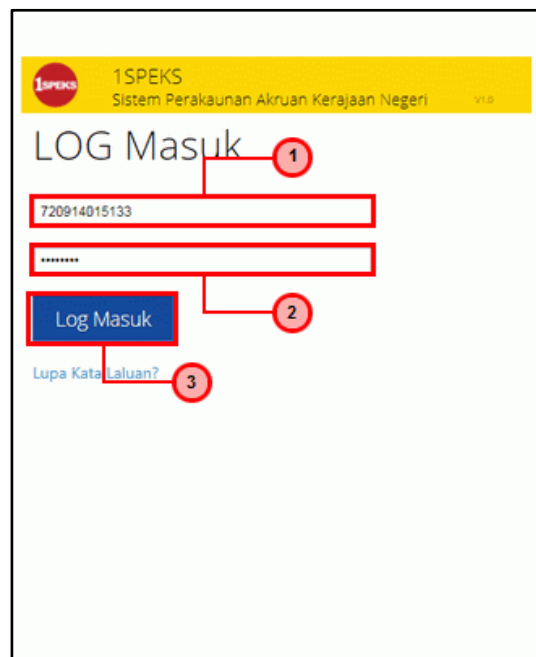 1SPEKS
1SPEKS
Sistem Perakaunan Akruan Kerajaan Negeri V1.0
LOG Masuk
1
720914015133
••••••••
2
Log Masuk
Lupa Kata Laluan?
3